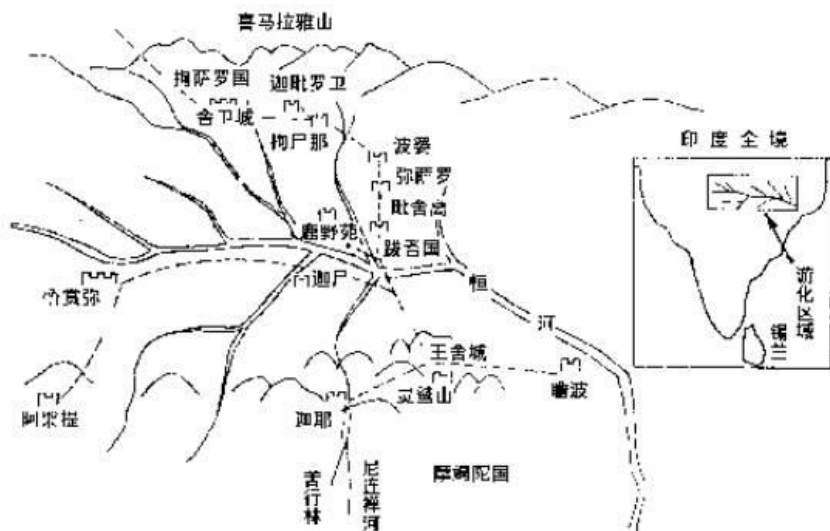 喜马拉雅山
拘萨罗国
迦毗罗卫
舍卫城
拘尸那
波婆
弥萨罗
毗舍离
跋耆国
鹿野苑
迦尸
㤭赏弥
恒河
王舍城
灵鹫山
瞻波
阿槃提
迦耶
苦行林
尼连禅河
摩竭陀国
印度全境
游化区域
锡兰